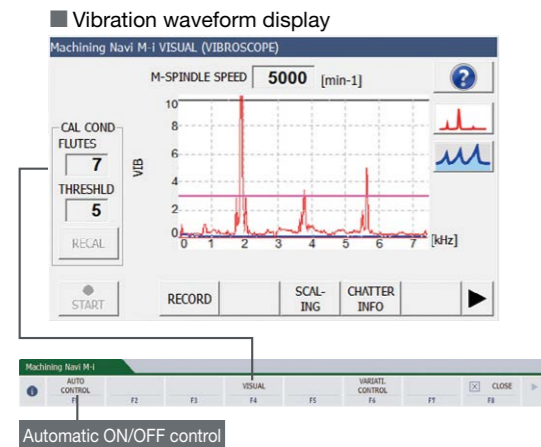 Vibration waveform display
Machining Navi M-i VISUAL (VIBROSCOPE)
M-SPINDLE SPEED 5000 [min-1]
?
CAL COND
FLUTES
7
THRESHLD
5
RECAL
VIB
10
8
6
4
2
0
0 1 2 3 4 5 6 7 [kHz]
START
RECORD
SCAL-
ING
CHATTER
INFO
Machining Navi M-i
AUTO
CONTROL
VISUAL
VARIATI.
CONTROL
CLOSE
F1 F2 F3 F4 F5 F6 F7 F8
Automatic ON/OFF control